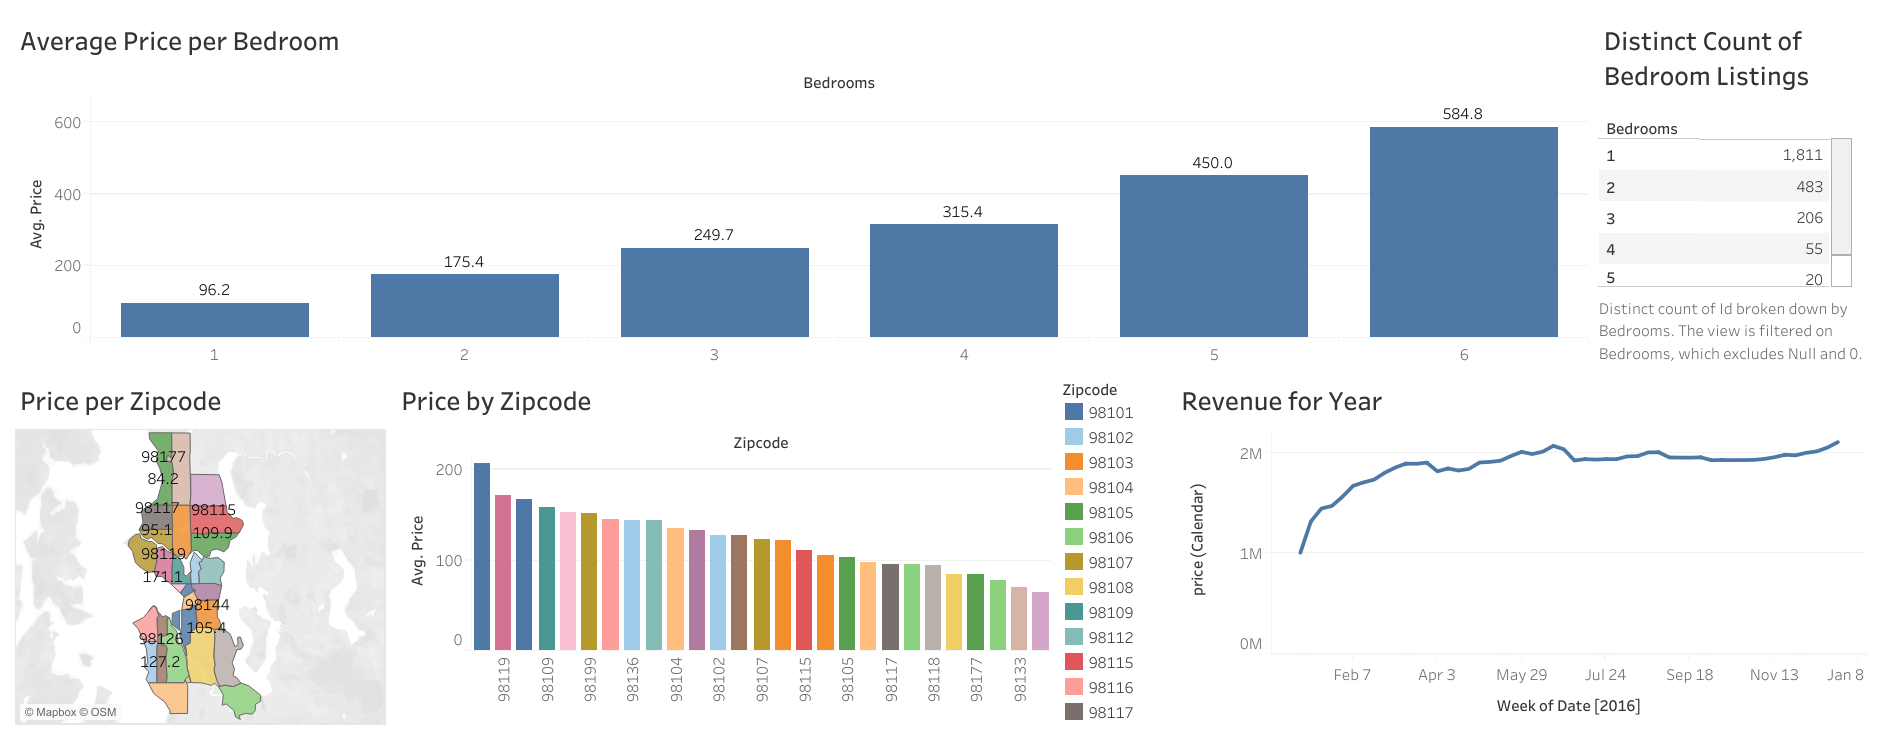 Average Price per Bedroom
Bedrooms
Avg. Price
600
400
200
0
96.2
175.4
249.7
315.4
450.0
584.8
1
2
3
4
5
6
Distinct Count of
Bedroom Listings
Bedrooms
1 1,811
2 483
3 206
4 55
5 20
Distinct count of Id broken down by
Bedrooms. The view is filtered on
Bedrooms, which excludes Null and 0.
Price per Zipcode
98177
84.2
98117
95.1
98115
109.9
98119
171.1
98144
105.4
98126
127.2
© Mapbox © OSM
Price by Zipcode
Zipcode
Avg. Price
200
100
0
98119
98109
98199
98136
98104
98102
98107
98115
98105
98117
98118
98177
98133
Zipcode
98101
98102
98103
98104
98105
98106
98107
98108
98109
98112
98115
98116
98117
Revenue for Year
price (Calendar)
2M
1M
0M
Feb 7
Apr 3
May 29
Jul 24
Sep 18
Nov 13
Jan 8
Week of Date [2016]